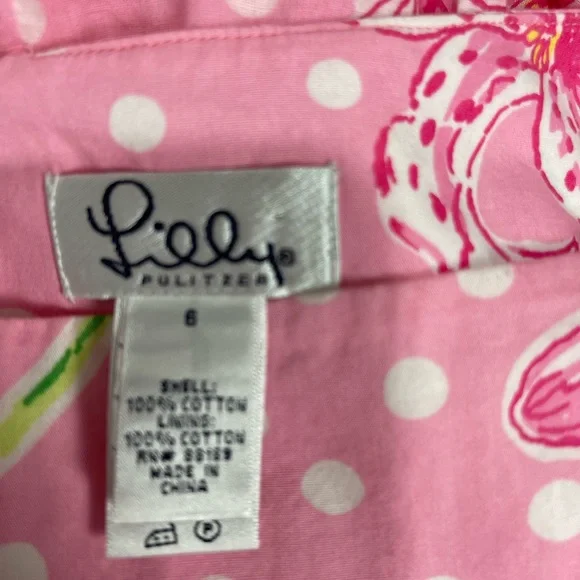 Lilly®
PULITZER
6
SHELL:
100% COTTON
LINING:
100% COTTON
RN# 88189
MADE IN
CHINA
P